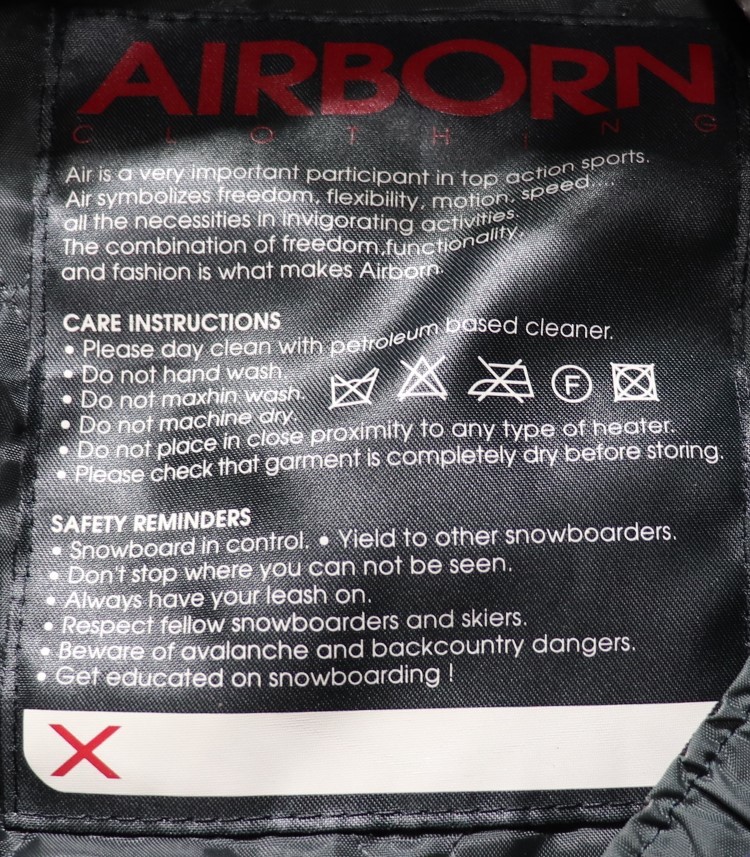 AIRBORN
CLOTHING
Air is a very important participant in top action sports.
Air symbolizes freedom, flexibility, motion, speed....
all the necessities in invigorating activities.
The combination of freedom,functionality,
and fashion is what makes Airborn.
CARE INSTRUCTIONS
• Please day clean with petroleum based cleaner.
• Do not hand wash.
• Do not maxhin wash.
• Do not machine dry.
F
• Do not place in close proximity to any type of heater.
• Please check that garment is completely dry before storing.
SAFETY REMINDERS
• Snowboard in control. • Yield to other snowboarders.
• Don't stop where you can not be seen.
• Always have your leash on.
• Respect fellow snowboarders and skiers.
• Beware of avalanche and backcountry dangers.
• Get educated on snowboarding !
X